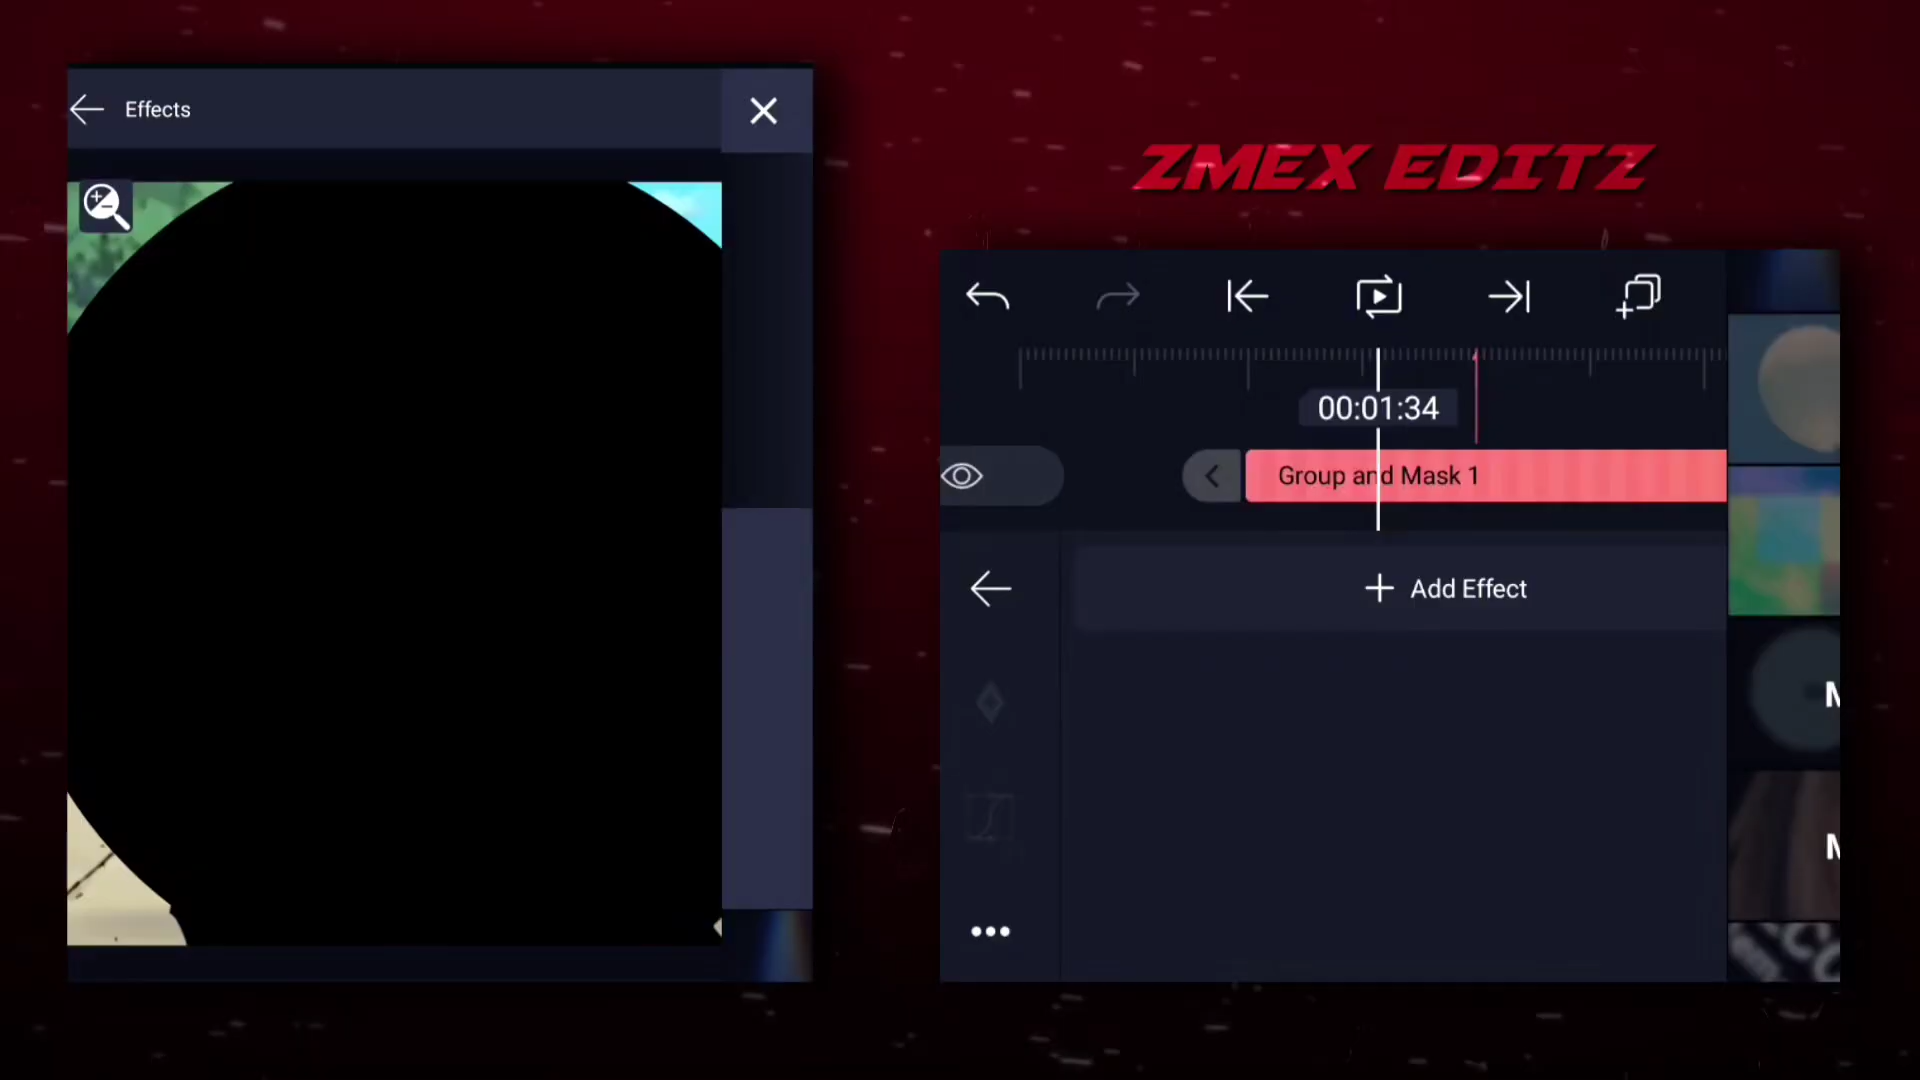 Effects
ZMEX EDITZ
00:01:34
Group and Mask 1
Add Effect
M
M